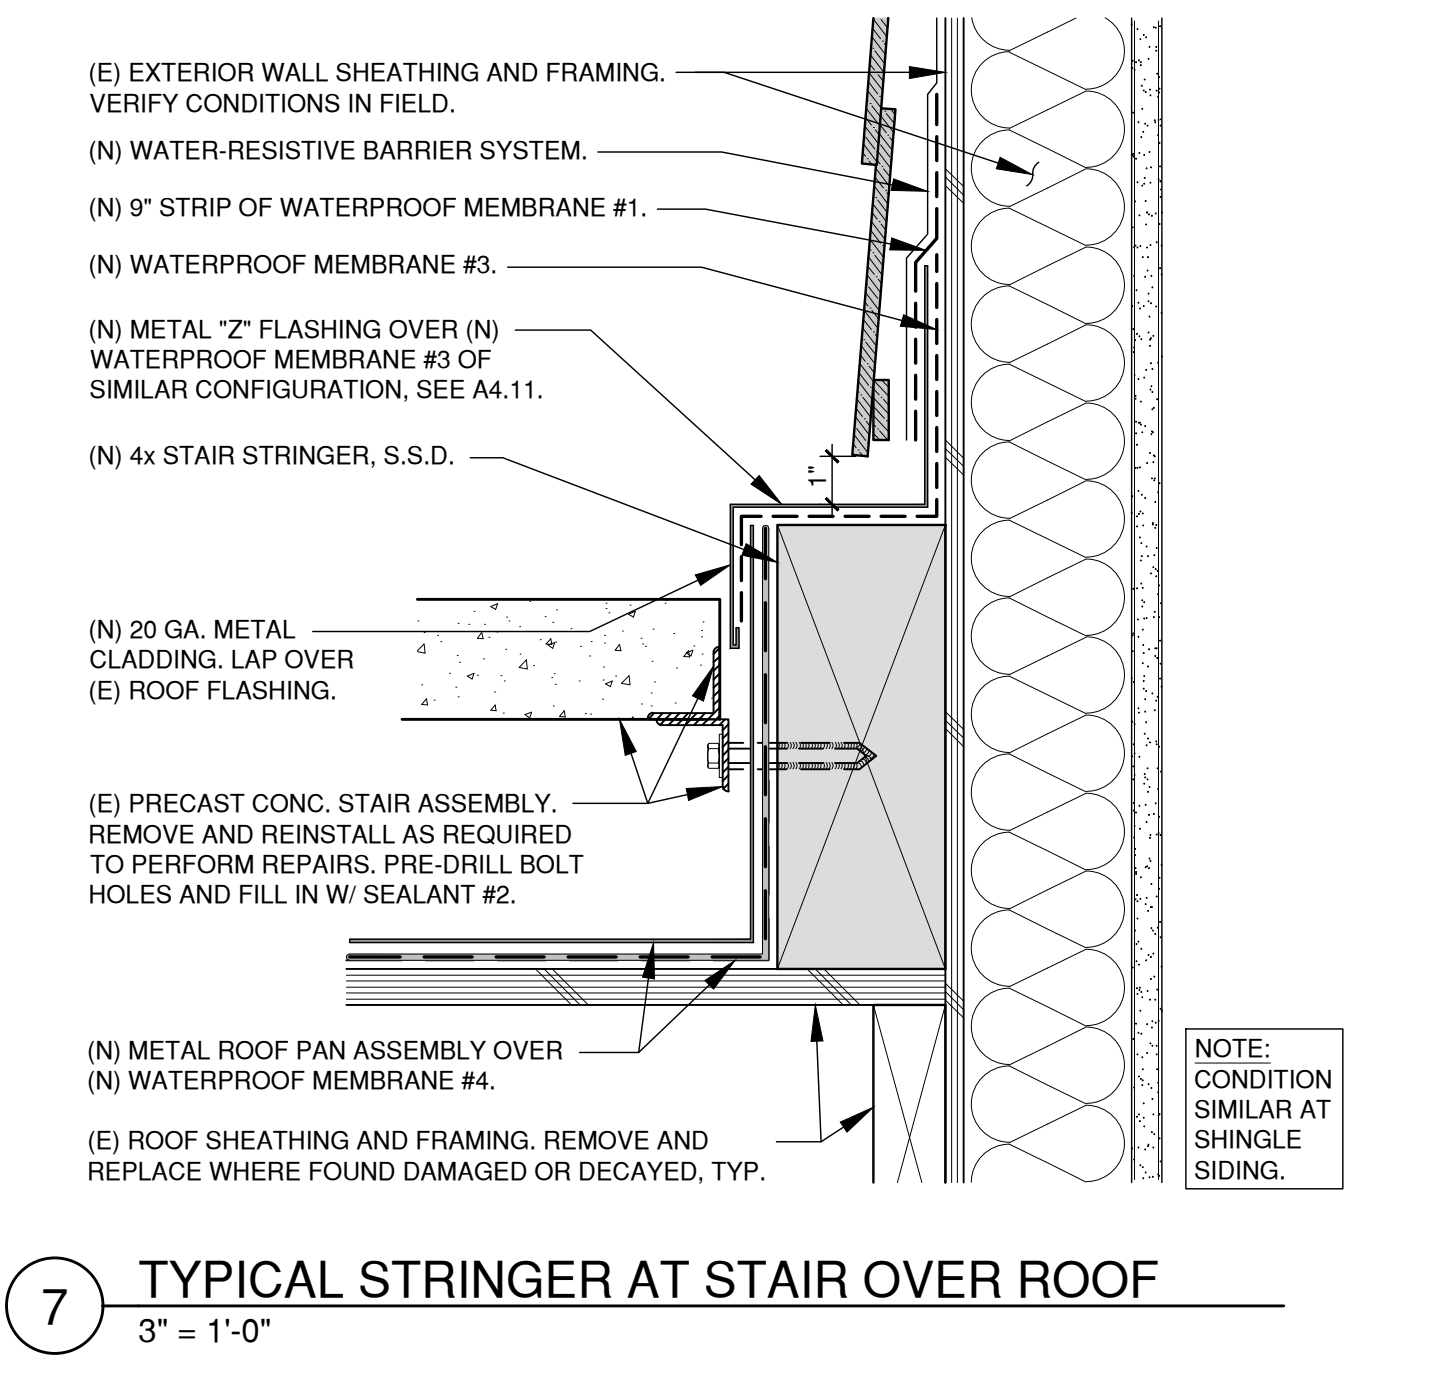 (E) EXTERIOR WALL SHEATHING AND FRAMING.
VERIFY CONDITIONS IN FIELD.
(N) WATER-RESISTIVE BARRIER SYSTEM.
(N) 9" STRIP OF WATERPROOF MEMBRANE #1.
(N) WATERPROOF MEMBRANE #3.
(N) METAL "Z" FLASHING OVER (N)
WATERPROOF MEMBRANE #3 OF
SIMILAR CONFIGURATION, SEE A4.11.
(N) 4x STAIR STRINGER, S.S.D.
1"
(N) 20 GA. METAL
CLADDING. LAP OVER
(E) ROOF FLASHING.
(E) PRECAST CONC. STAIR ASSEMBLY.
REMOVE AND REINSTALL AS REQUIRED
TO PERFORM REPAIRS. PRE-DRILL BOLT
HOLES AND FILL IN W/ SEALANT #2.
(N) METAL ROOF PAN ASSEMBLY OVER
(N) WATERPROOF MEMBRANE #4.
(E) ROOF SHEATHING AND FRAMING. REMOVE AND
REPLACE WHERE FOUND DAMAGED OR DECAYED, TYP.
NOTE:
CONDITION
SIMILAR AT
SHINGLE
SIDING.
7
TYPICAL STRINGER AT STAIR OVER ROOF
3" = 1'-0"